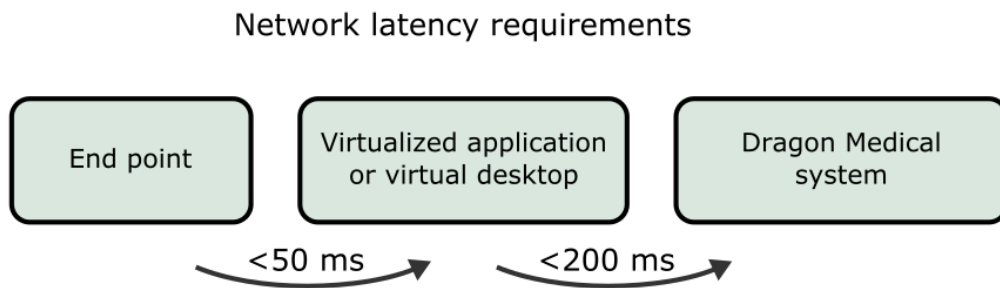 Network latency requirements
End point
Virtualized application
or virtual desktop
Dragon Medical
system
<50 ms
<200 ms